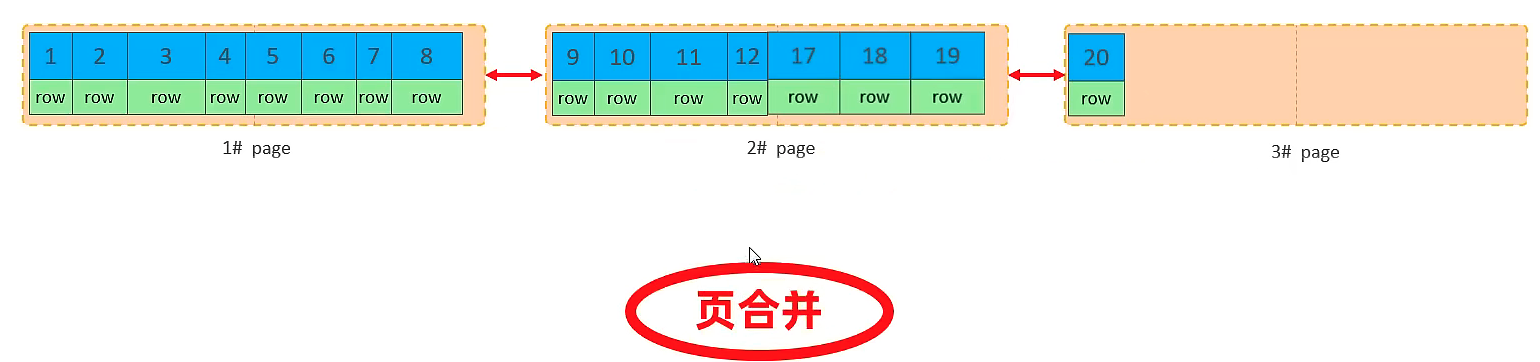 1 2 3 4 5 6 7 8 9 10 11 12 17 18 19 20
row row row row row row row row row row row row row row row row
1# page 2# page 3# page
页合并